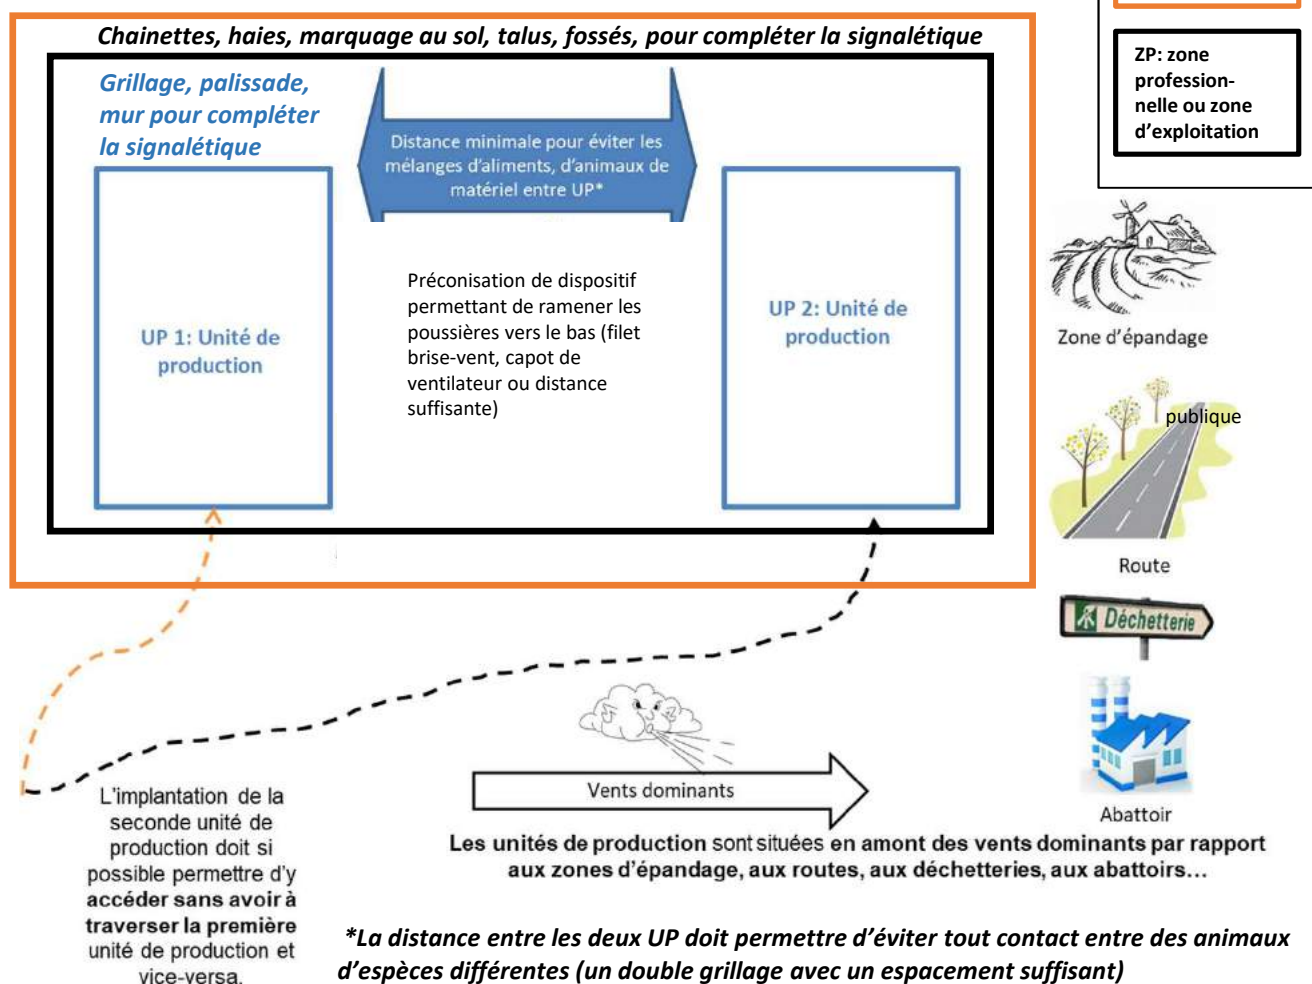 Chainettes, haies, marquage au sol, talus, fossés, pour compléter la signalétique
Grillage, palissade,
mur pour compléter
la signalétique
Distance minimale pour éviter les
mélanges d'aliments, d'animaux de
matériel entre UP*
ZP: zone
profession-
nelle ou zone
d'exploitation
UP 1: Unité de
production
Préconisation de dispositif
permettant de ramener les
poussières vers le bas (filet
brise-vent, capot de
ventilateur ou distance
suffisante)
UP 2: Unité de
production
Zone d'épandage
publique
Route
Déchetterie
Abattoir
Vents dominants
L'implantation de la
seconde unité de
production doit si
possible permettre d'y
accéder sans avoir à
traverser la première
unité de production et
vice-versa.
Les unités de production sont situées en amont des vents dominants par rapport
aux zones d'épandage, aux routes, aux déchetteries, aux abattoirs...
*La distance entre les deux UP doit permettre d'éviter tout contact entre des animaux
d'espèces différentes (un double grillage avec un espacement suffisant)